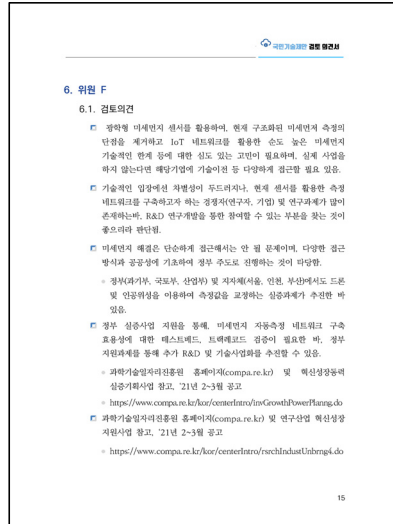 국민기술제안 검토 의견서
6. 위원 F
6.1. 검토의견
광학형 미세먼지 센서를 활용하여, 현재 구조화된 미세먼저 측정의
단점을 제거하고 IoT 네트워크를 활용한 순도 높은 미세먼지
기술적인 한계 등에 대한 심도 있는 고민이 필요하며, 실제 사업을
하지 않는다면 해당기업에 기술이전 등 다양하게 접근할 필요 있음.
기술적인 입장에선 차별성이 두드러지나, 현재 센서를 활용한 측정
네트워크를 구축하고자 하는 경쟁자(연구자, 기업) 및 연구과제가 많이
존재하는바, R&D 연구개발을 통한 참여할 수 있는 부분을 찾는 것이
좋으리라 판단됨.
미세먼지 해결은 단순하게 접근해서는 안 될 문제이며, 다양한 접근
방식과 공공성에 기초하여 정부 주도로 진행하는 것이 타당함.
◦ 정부(과기부, 국토부, 산업부) 및 지자체(서울, 인천, 부산)에서도 드론
및 인공위성을 이용하여 측정값을 교정하는 실증과제가 추진한 바
있음.
정부 실증사업 지원을 통해, 미세먼지 자동측정 네트워크 구축
효용성에 대한 테스트베드, 트랙레코드 검증이 필요한 바, 정부
지원과제를 통해 추가 R&D 및 기술사업화를 추진할 수 있음.
◦ 과학기술일자리진흥원 홈페이지(compa.re.kr) 및 혁신성장동력
실증기획사업 참고, '21년 2~3월 공고
◦ https://www.compa.re.kr/kor/centerIntro/invGrowthPowerPlanng.do
과학기술일자리진흥원 홈페이지(compa.re.kr) 및 연구산업 혁신성장
지원사업 참고, '21년 2~3월 공고
◦ https://www.compa.re.kr/kor/centerIntro/rsrchIndustUnbrng4.do
15